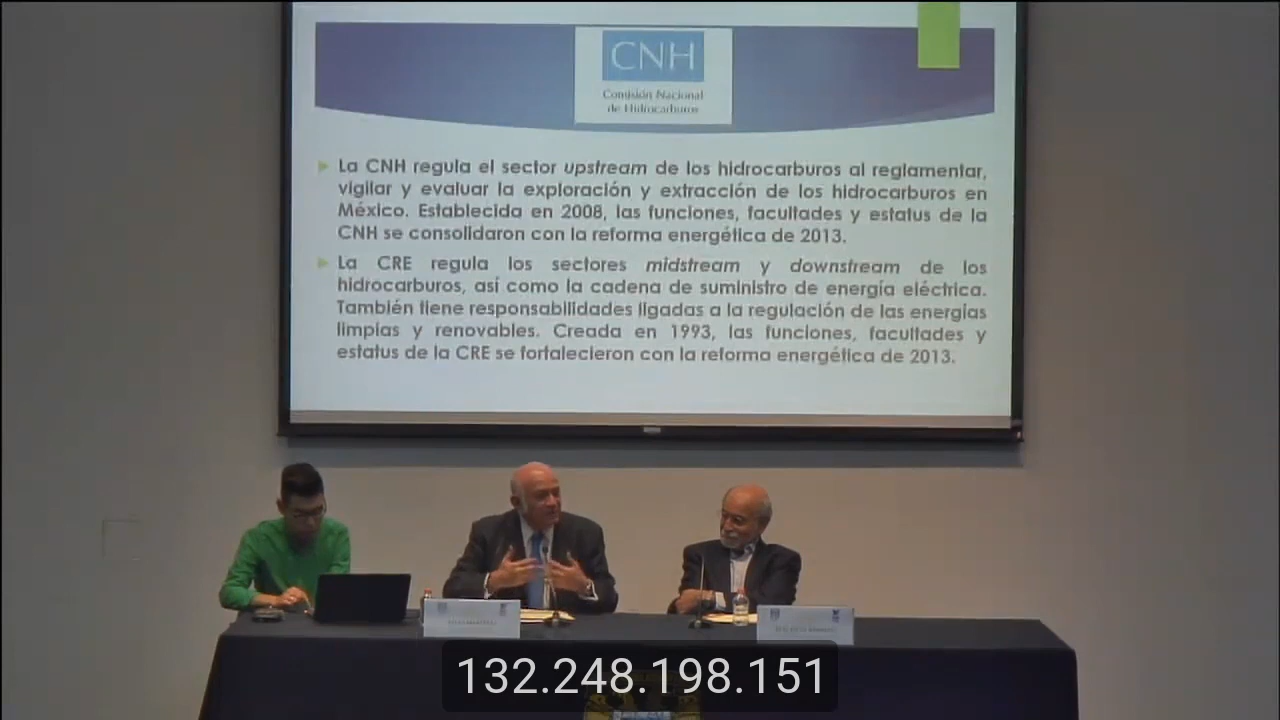 CNH
Comisión Nacional
de Hidrocarburos
La CNH regula el sector upstream de los hidrocarburos al reglamentar,
vigilar y evaluar la exploración y extracción de los hidrocarburos en
México. Establecida en 2008, las funciones, facultades y estatus de la
CNH se consolidaron con la reforma energética de 2013.
La CRE regula los sectores midstream y downstream de los
hidrocarburos, así como la cadena de suministro de energía eléctrica.
También tiene responsabilidades ligadas a la regulación de las energías
limpias y renovables. Creada en 1993, las funciones, facultades y
estatus de la CRE se fortalecieron con la reforma energética de 2013.
132.248.198.151